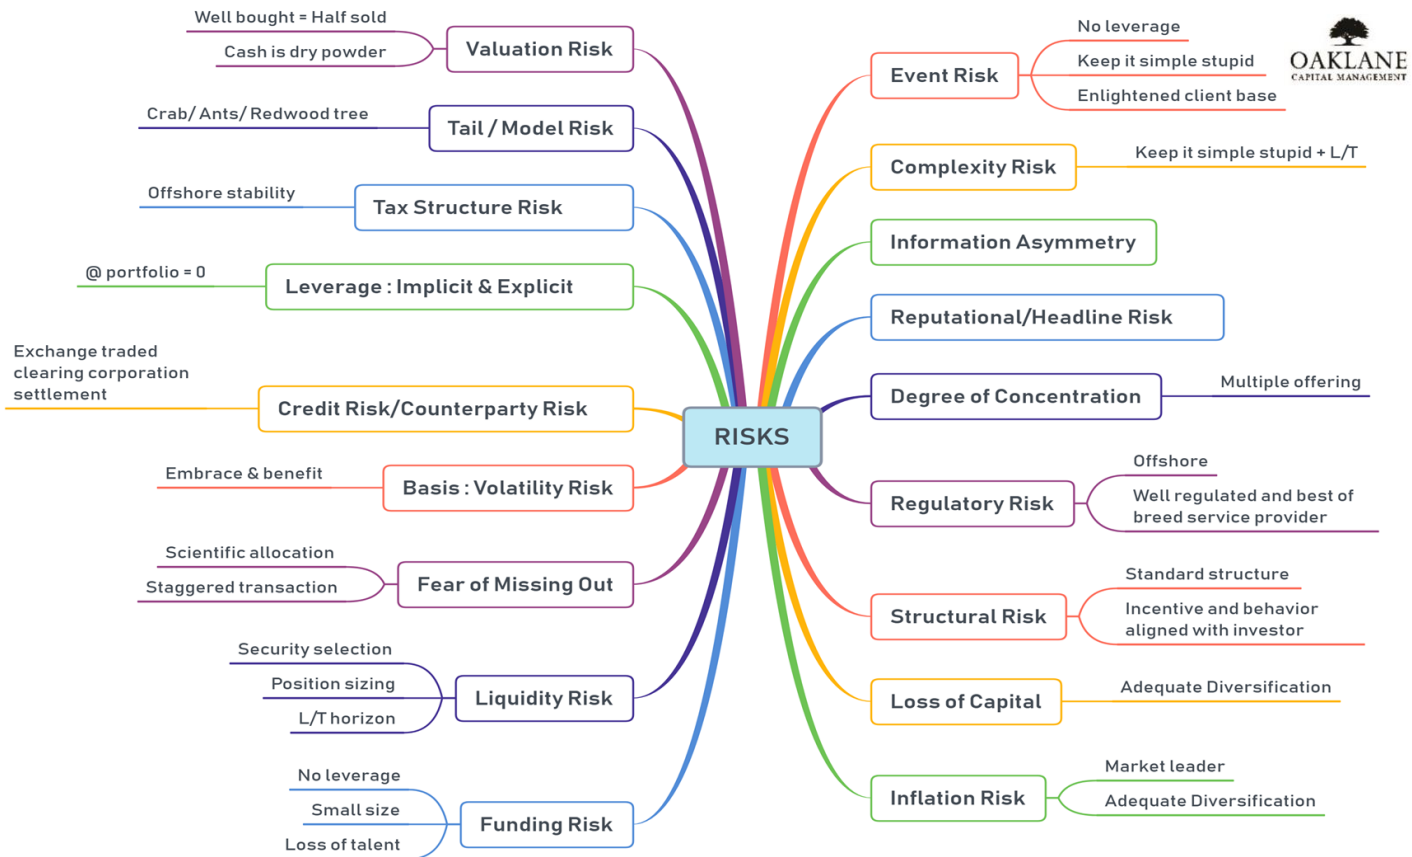 Well bought = Half sold
Cash is dry powder
Valuation Risk
Crab/ Ants/ Redwood tree
Tail / Model Risk
Offshore stability
Tax Structure Risk
@ portfolio = 0
Leverage : Implicit & Explicit
Exchange traded
clearing corporation
settlement
Credit Risk/Counterparty Risk
Embrace & benefit
Basis : Volatility Risk
Scientific allocation
Staggered transaction
Fear of Missing Out
Security selection
Position sizing
L/T horizon
Liquidity Risk
No leverage
Small size
Loss of talent
Funding Risk
RISKS
OAKLANE
CAPITAL MANAGEMENT
Event Risk
No leverage
Keep it simple stupid
Enlightened client base
Complexity Risk
Keep it simple stupid + L/T
Information Asymmetry
Reputational/Headline Risk
Degree of Concentration
Multiple offering
Regulatory Risk
Offshore
Well regulated and best of
breed service provider
Structural Risk
Standard structure
Incentive and behavior
aligned with investor
Loss of Capital
Adequate Diversification
Inflation Risk
Market leader
Adequate Diversification